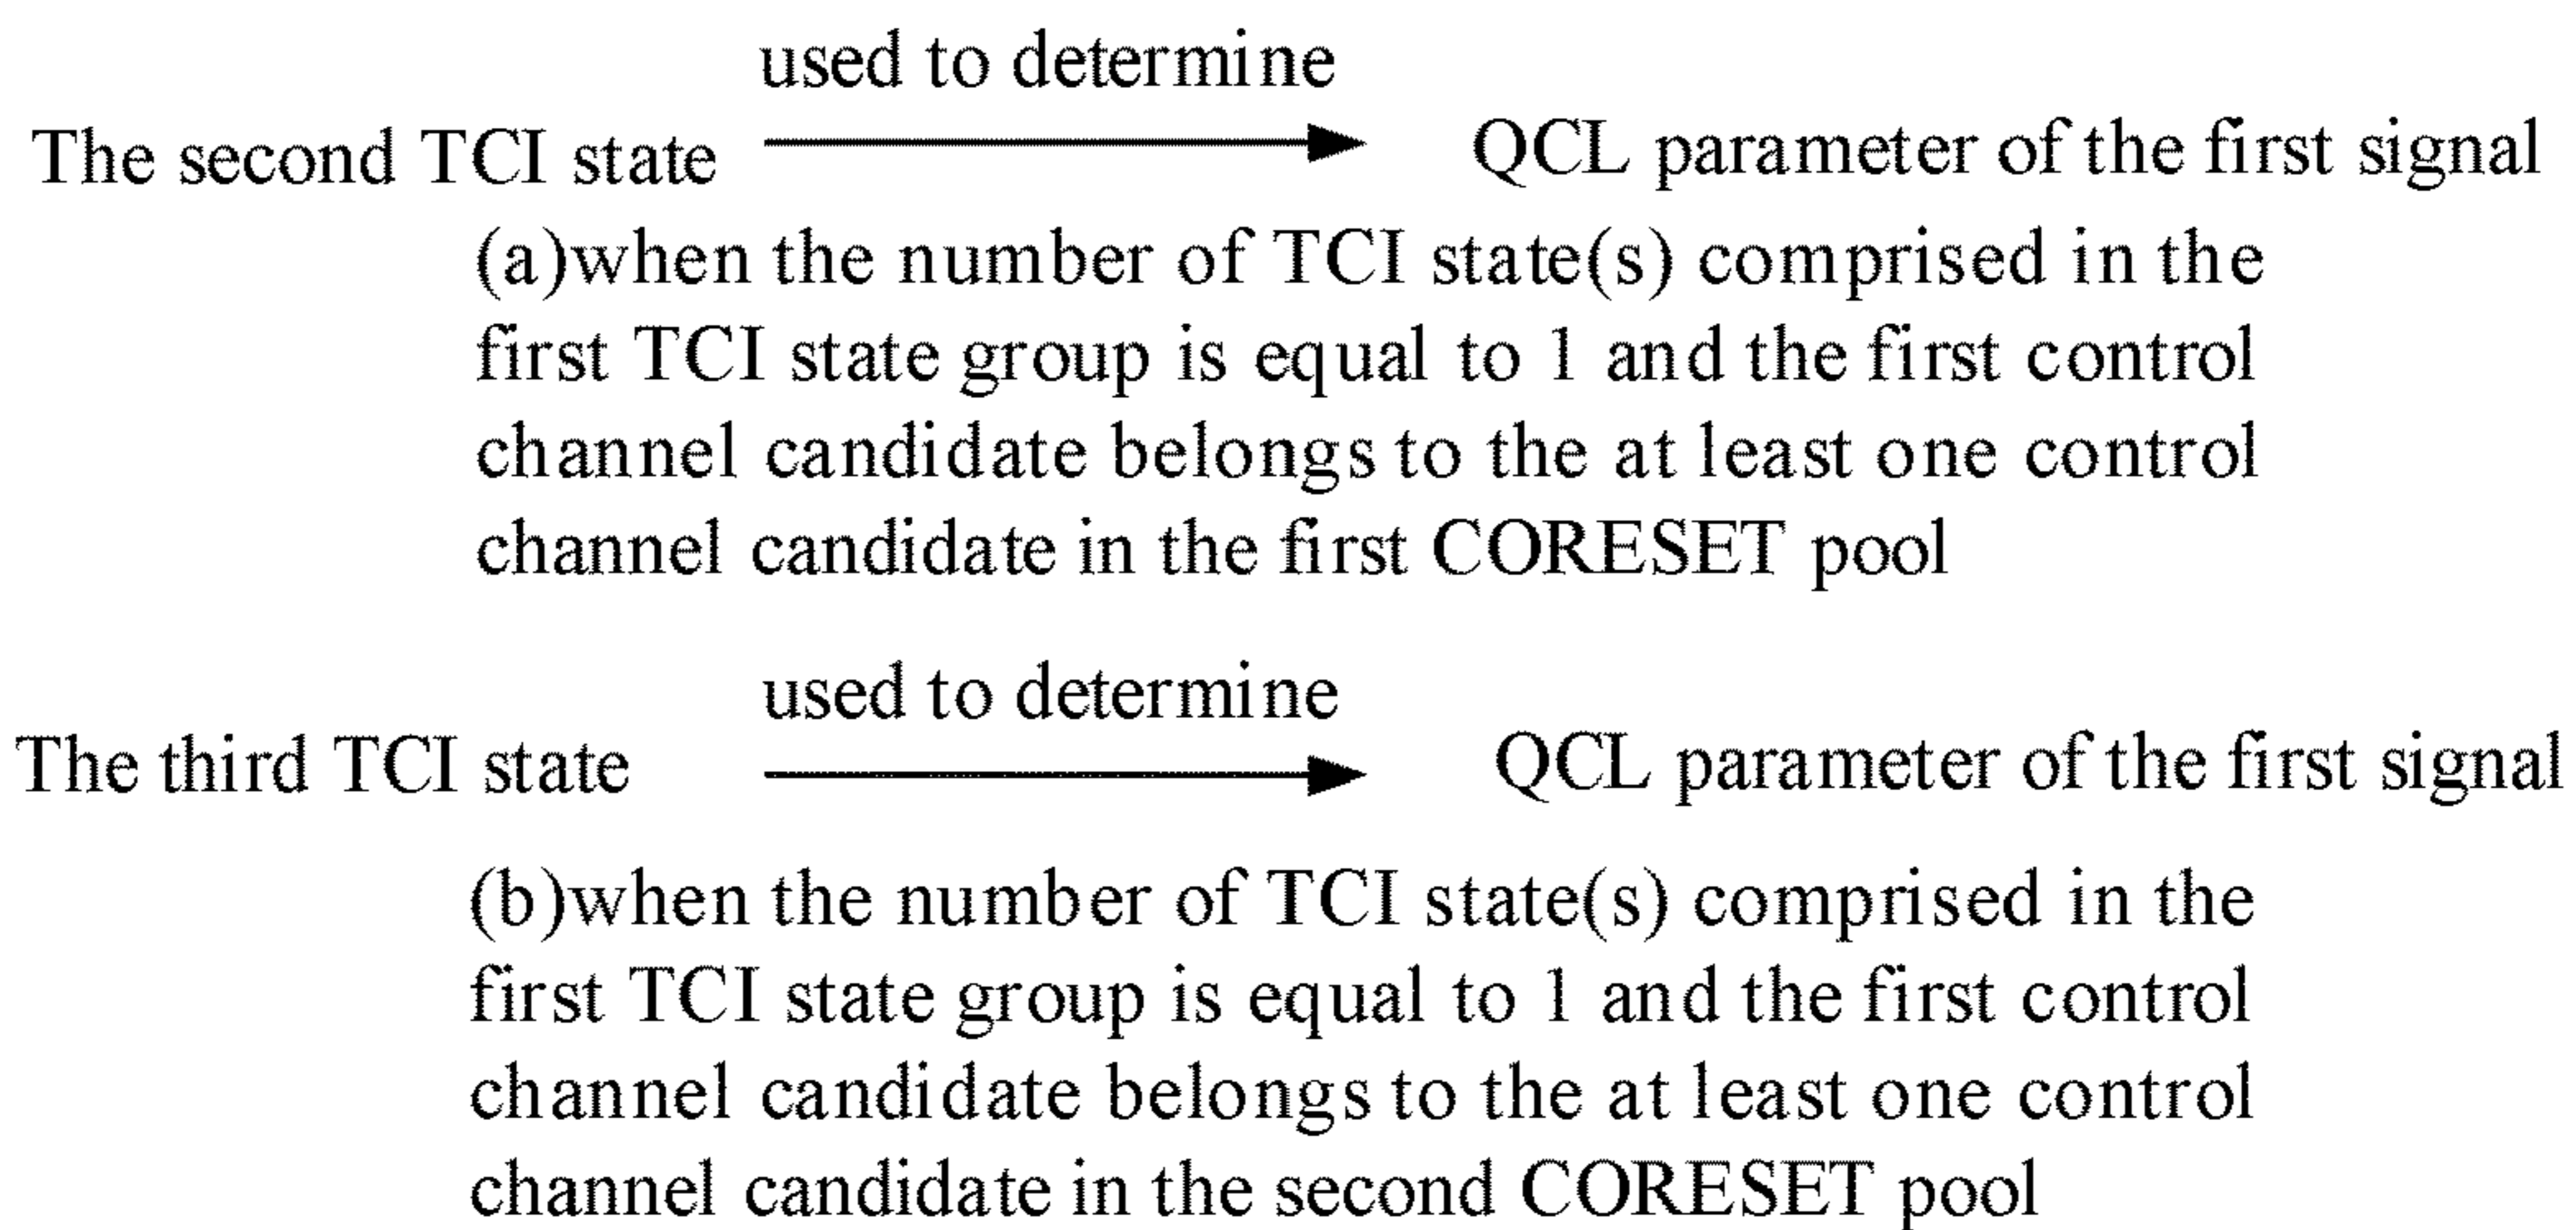 used to determine
The second TCI state QCL parameter of the first signal
(a)when the number of TCI state(s) comprised in the
first TCI state group is equal to 1 and the first control
channel candidate belongs to the at least one control
channel candidate in the first CORESET pool
used to determine
The third TCI state QCL parameter of the first signal
(b)when the number of TCI state(s) comprised in the
first TCI state group is equal to 1 and the first control
channel candidate belongs to the at least one control
channel candidate in the second CORESET pool